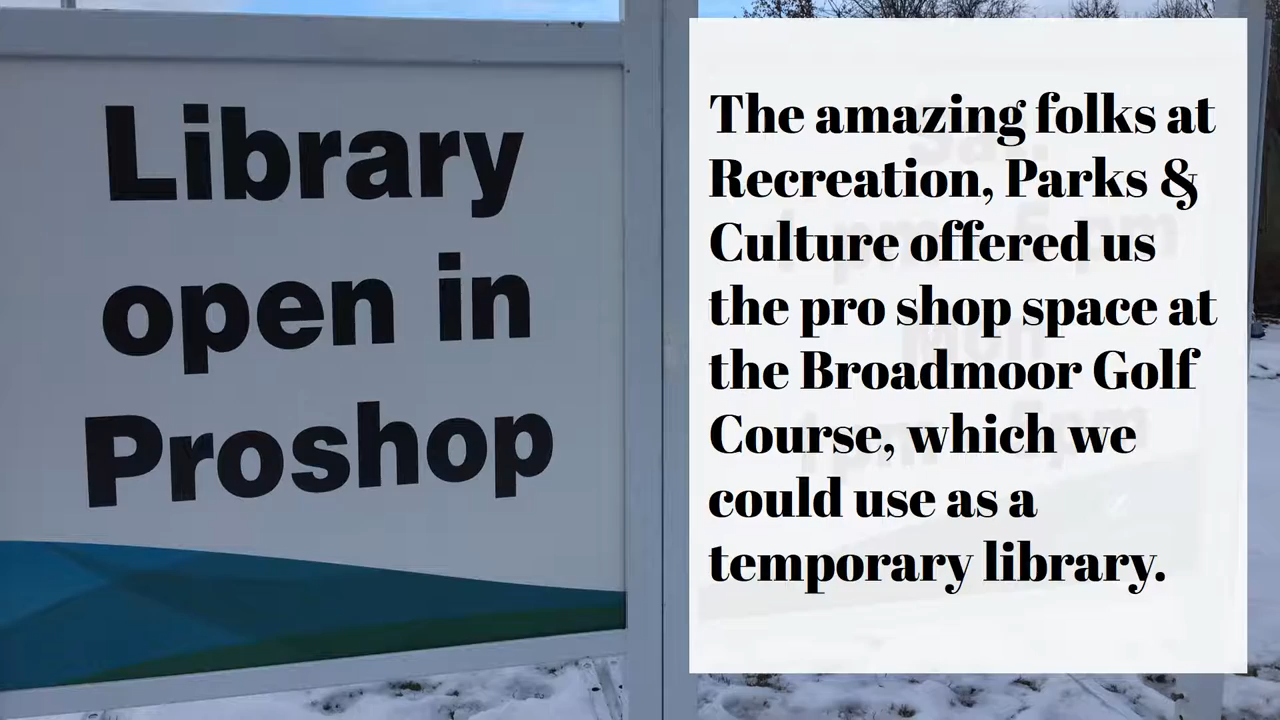 Library
open in
Proshop
The amazing folks at
Recreation, Parks &
Culture offered us
the pro shop space at
the Broadmoor Golf
Course, which we
could use as a
temporary library.